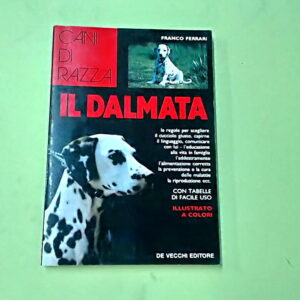 CANI
DI
RAZZA
FRANCO FERRARI
IL DALMATA
le regole per scegliere
il cucciolo giusto, capirne
il linguaggio, comunicare
con lui - l'educazione
alla vita in famiglia
l'addestramento
l'alimentazione corretta
la prevenzione e la cura
delle malattie
la riproduzione ecc.
CON TABELLE
DI FACILE USO
ILLUSTRATO
A COLORI
DE VECCHI EDITORE